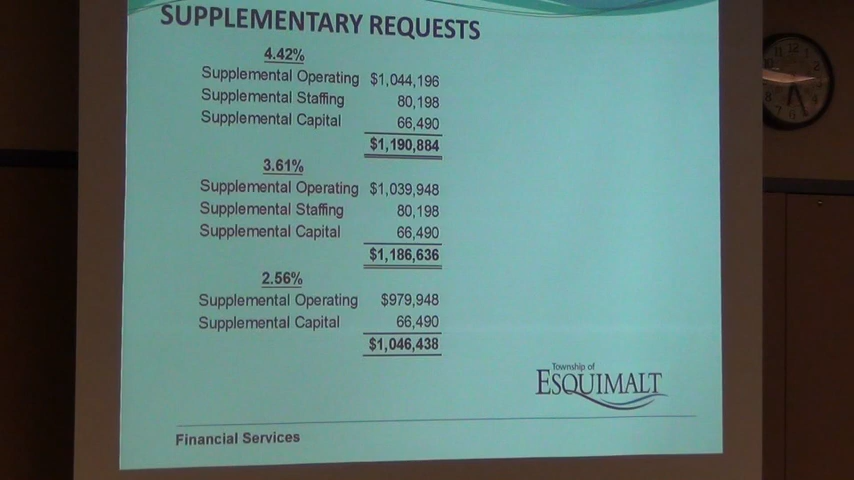 SUPPLEMENTARY REQUESTS
4.42%
Supplemental Operating $1,044,196
Supplemental Staffing 80,198
Supplemental Capital 66,490
$1,190,884
3.61%
Supplemental Operating $1,039,948
Supplemental Staffing 80,198
Supplemental Capital 66,490
$1,186,636
2.56%
Supplemental Operating $979,948
Supplemental Capital 66,490
$1,046,438
Township of
ESQUIMALT
Financial Services